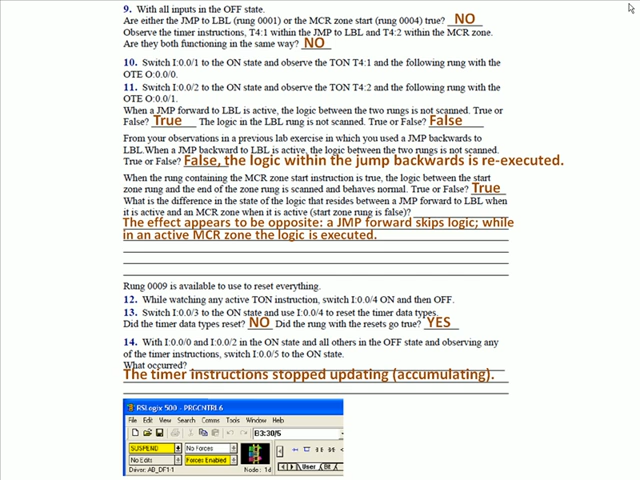 9. With all inputs in the OFF state.
Are either the JMP to LBL (rung 0001) or the MCR zone start (rung 0004) true? NO
Observe the timer instructions, T4:1 within the JMP to LBL and T4:2 within the MCR zone.
Are they both functioning in the same way? NO
10. Switch I:0.0/1 to the ON state and observe the TON T4:1 and the following rung with the
OTE O:0.0/0.
11. Switch I:0.0/2 to the ON state and observe the TON T4:2 and the following rung with the
OTE O:0.0/1.
When a JMP forward to LBL is active, the logic between the two rungs is not scanned. True or
False? True The logic in the LBL rung is not scanned. True or False? False
From your observations in a previous lab exercise in which you used a JMP backwards to
LBL.When a JMP backward to LBL is active, the logic between the two rungs is not scanned.
True or False? False, the logic within the jump backwards is re-executed.
When the rung containing the MCR zone start instruction is true, the logic between the start
zone rung and the end of the zone rung is scanned and behaves normal. True or False? True
What is the difference in the state of the logic that resides between a JMP forward to LBL when
it is active and an MCR zone when it is active (start zone rung is false)?
The effect appears to be opposite: a JMP forward skips logic; while
in an active MCR zone the logic is executed.
Rung 0009 is available to use to reset everything.
12. While watching any active TON instruction, switch I:0.0/4 ON and then OFF.
13. Switch I:0.0/3 to the ON state and use I:0.0/4 to reset the timer data types.
Did the timer data types reset? NO Did the rung with the resets go true? YES
14. With I:0.0/0 and I:0.0/2 in the ON state and all others in the OFF state and observing any
of the timer instructions, switch I:0.0/5 to the ON state.
What occurred?
The timer instructions stopped updating (accumulating).
RSLogix 500 - PRGCNTRL6
File Edit View Search Comms Tools Window Help
B3:30/5
SUSPEND No Forces
No Edits Forces Enabled
Driver: AB_DF1-1 Node : 1d
User Bit